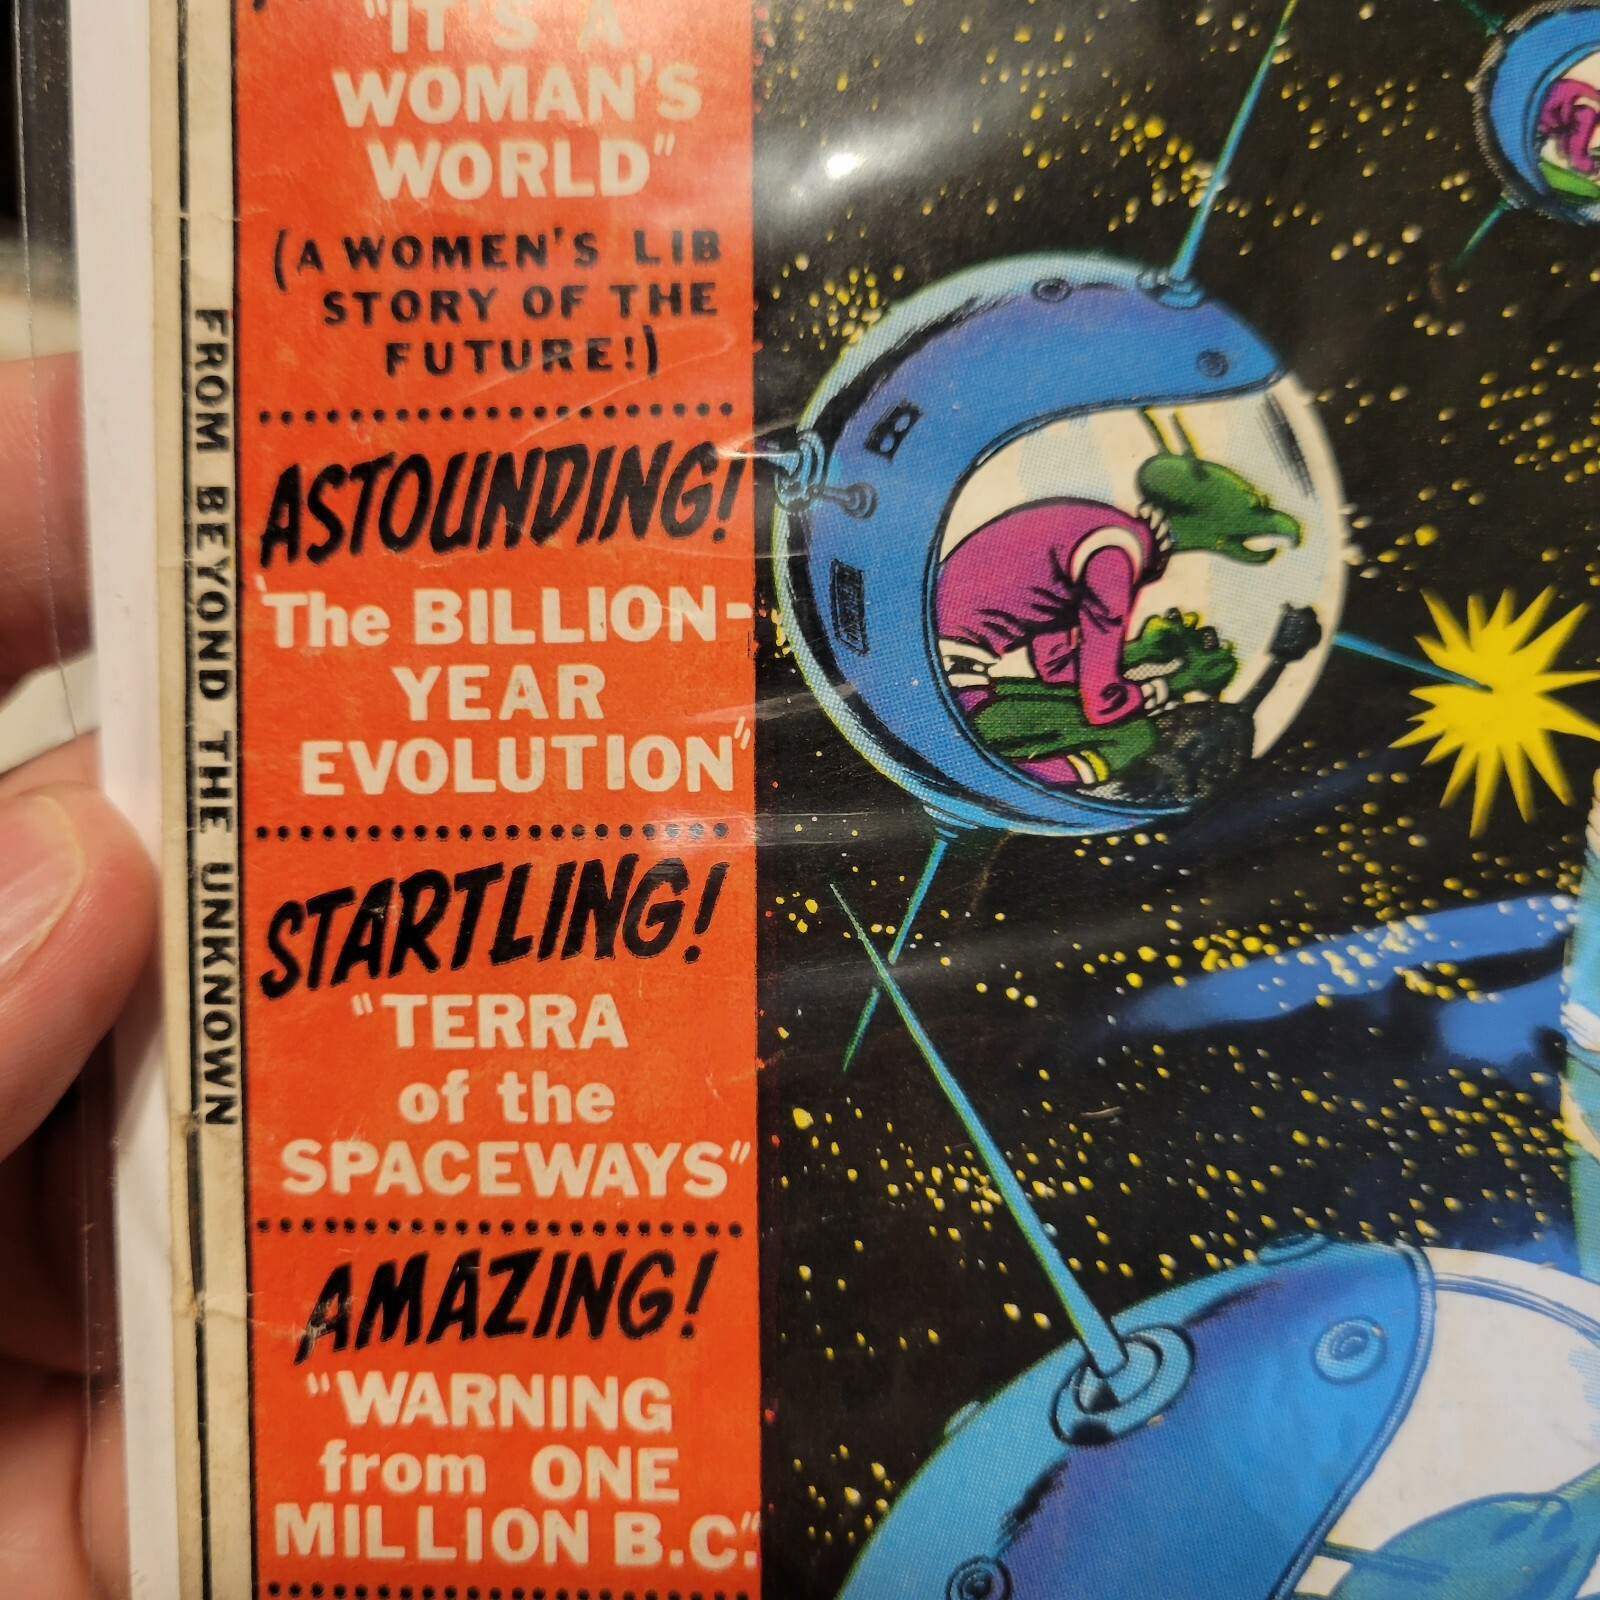 "IT'S A
WOMAN'S
WORLD"
(A WOMEN'S LIB
STORY OF THE
FUTURE!)
ASTOUNDING!
"The BILLION-
YEAR
EVOLUTION"
STARTLING!
"TERRA
of the
SPACEWAYS"
AMAZING!
"WARNING
from ONE
MILLION B.C."
FROM BEYOND THE UNKNOWN